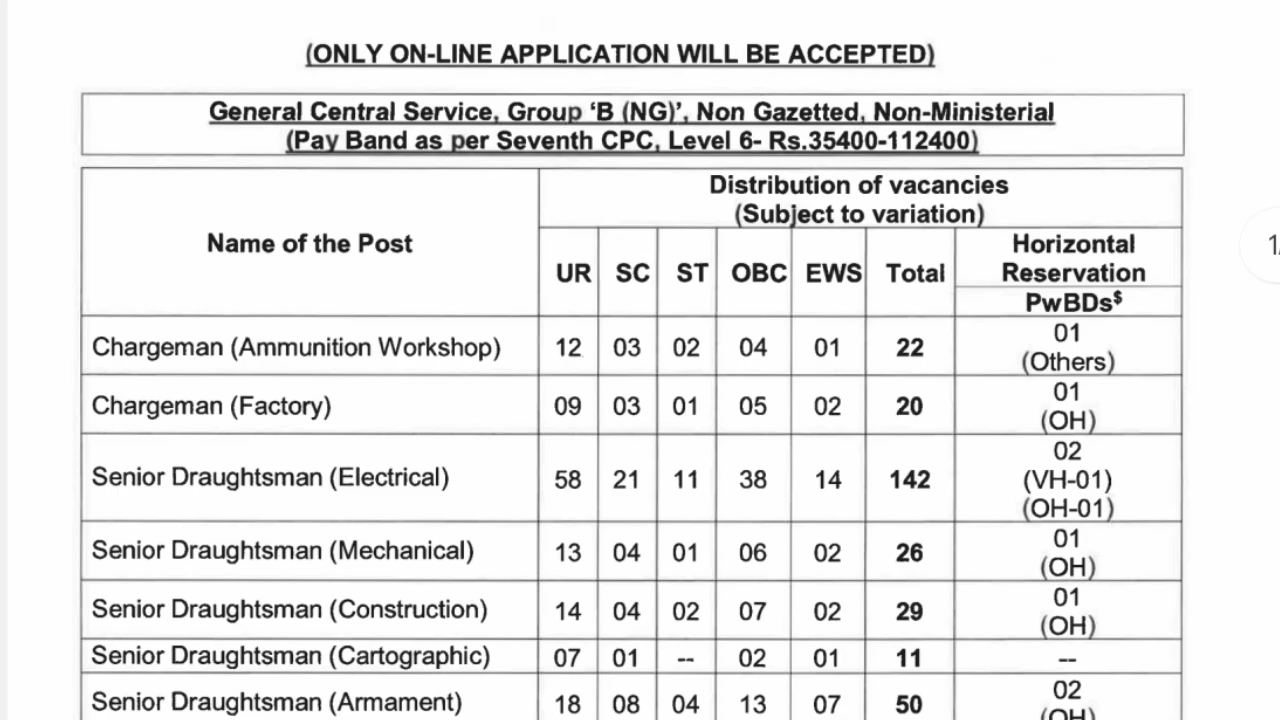 (ONLY ON-LINE APPLICATION WILL BE ACCEPTED)
General Central Service, Group ‘B (NG)’, Non Gazetted, Non-Ministerial
(Pay Band as per Seventh CPC, Level 6- Rs.35400-112400)
Name of the Post
Distribution of vacancies
(Subject to variation)
UR SC ST OBC EWS Total
Horizontal
Reservation
PwBDs$
Chargeman (Ammunition Workshop) 12 03 02 04 01 22 01
(Others)
Chargeman (Factory) 09 03 01 05 02 20 01
(OH)
Senior Draughtsman (Electrical) 58 21 11 38 14 142 02
(VH-01)
(OH-01)
Senior Draughtsman (Mechanical) 13 04 01 06 02 26 01
(OH)
Senior Draughtsman (Construction) 14 04 02 07 02 29 01
(OH)
Senior Draughtsman (Cartographic) 07 01 -- 02 01 11 --
Senior Draughtsman (Armament) 18 08 04 13 07 50 02
(OH)
1/